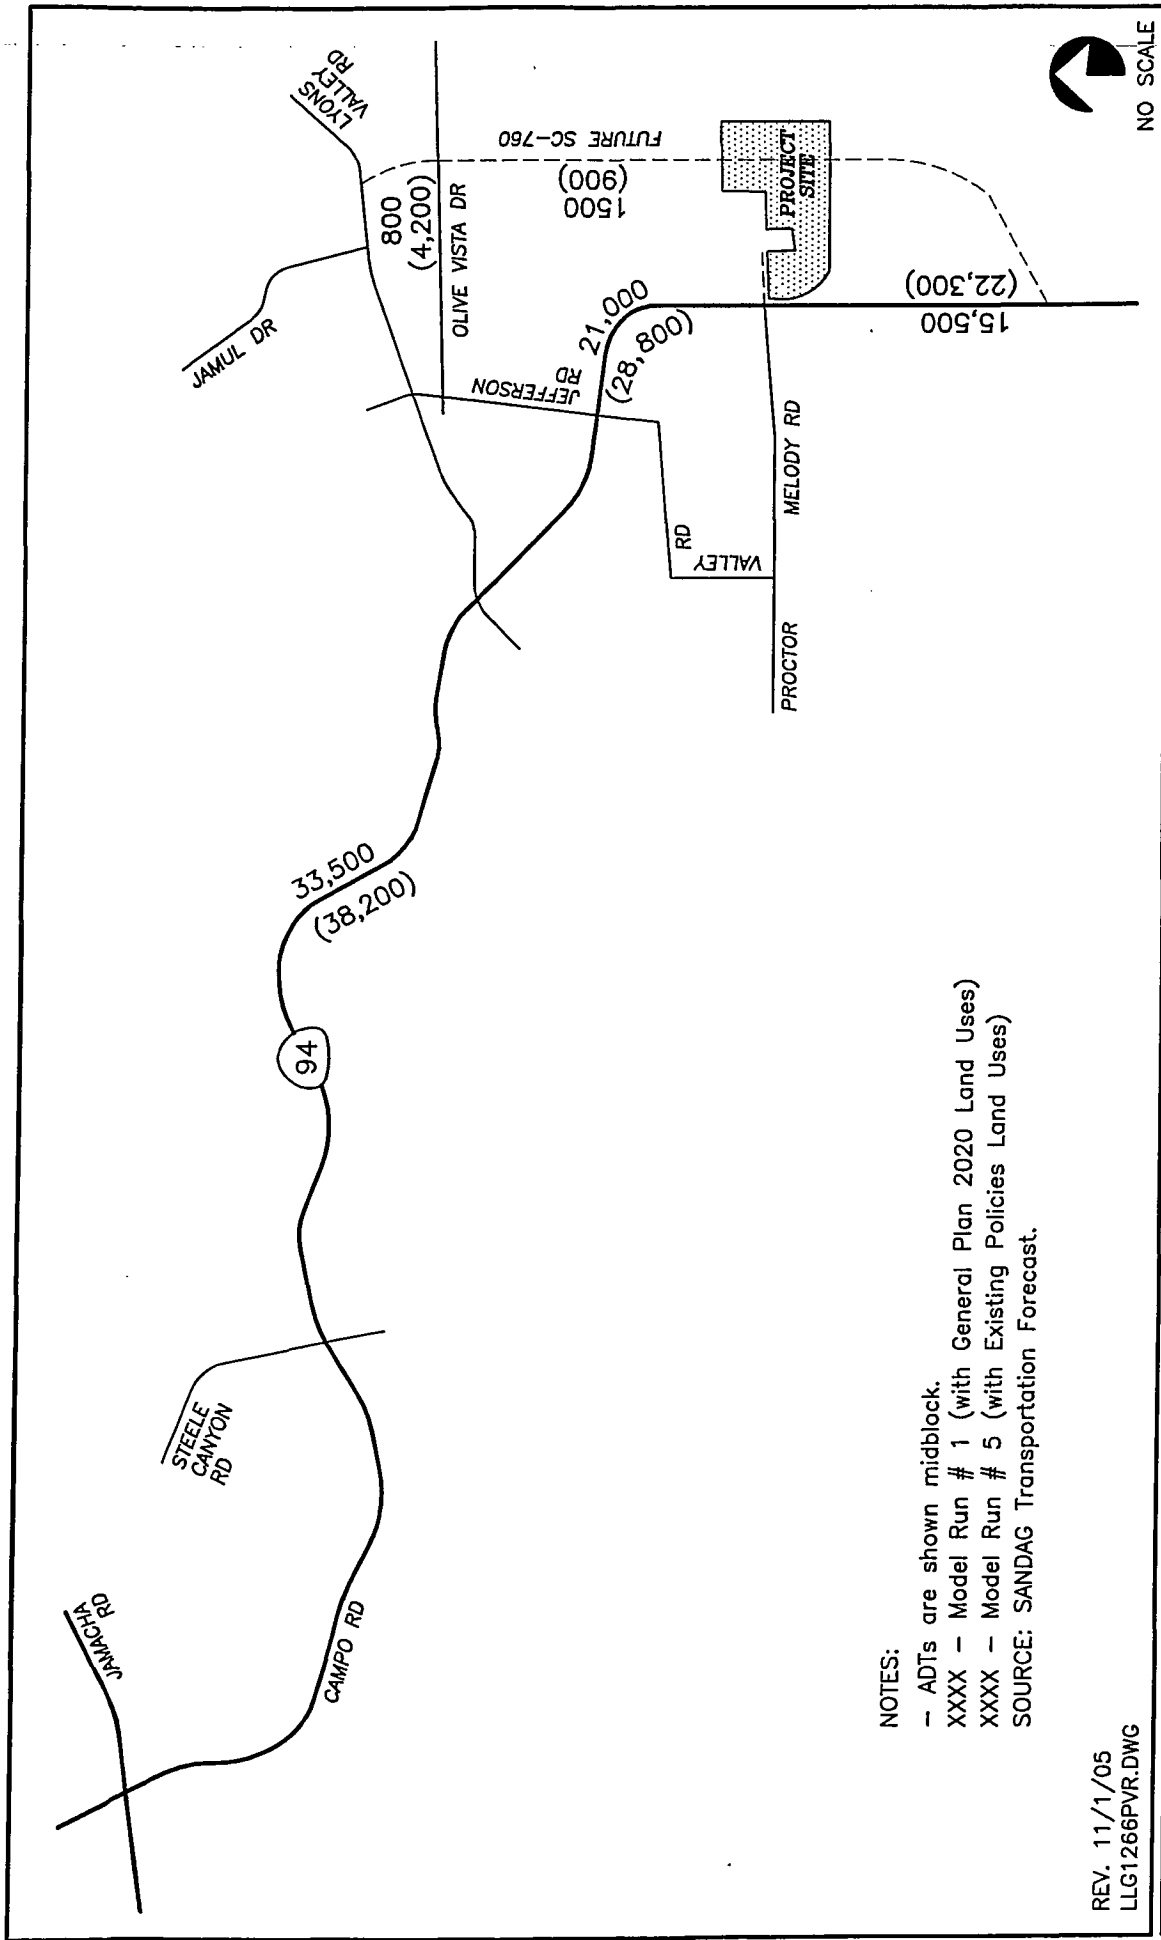 JAMACHA
RD
CAMPO RD
STEELE
CANYON
RD
94
33,500
(38,200)
JAMUL DR
LYONS
VALLEY
RD
800
(4,200)
OLIVE VISTA DR
JEFFERSON
RD
21,000
(28,800)
FUTURE SC-760
1500
(900)
PROJECT
SITE
15,500
(22,300)
PROCTOR
VALLEY
RD
MELODY RD
NO SCALE
NOTES:
- ADTs are shown midblock.
XXXX - Model Run # 1 (with General Plan 2020 Land Uses)
XXXX - Model Run # 5 (with Existing Policies Land Uses)
SOURCE: SANDAG Transportation Forecast.
REV. 11/1/05
LLG1266PVR.DWG